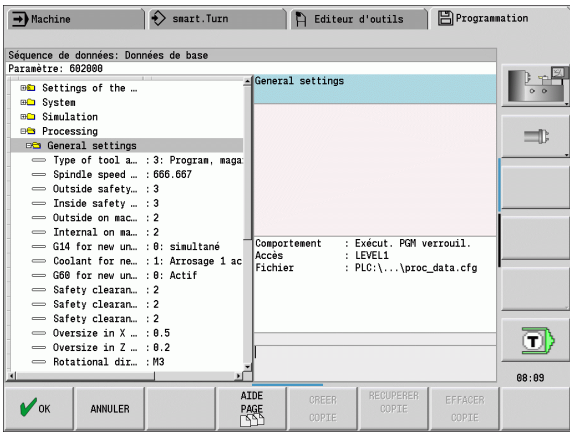 Machine
smart.Turn
Editeur d'outils
Programmation
Séquence de données: Données de base
Paramètre: 602000
Settings of the …
System
Simulation
Processing
General settings
Type of tool a… : 3: Program, maga
Spindle speed … : 666.667
Outside safety… : 3
Inside safety … : 3
Outside on mac… : 2
Internal on ma… : 2
G14 for new un… : 0: simultané
Coolant for ne… : 1: Arrosage 1 ac
G60 for new un… : 0: Actif
Safety clearan… : 2
Safety clearan… : 2
Safety clearan… : 2
Oversize in X … : 0.5
Oversize in Z … : 0.2
Rotational dir… : M3
General settings
Comportement : Exécut. PGM verrouil.
Accès : LEVEL1
Fichier : PLC:\...\proc_data.cfg
T
08:09
OK
ANNULER
AIDE
PAGE
CREER
COPIE
RECUPERER
COPIE
EFFACER
COPIE